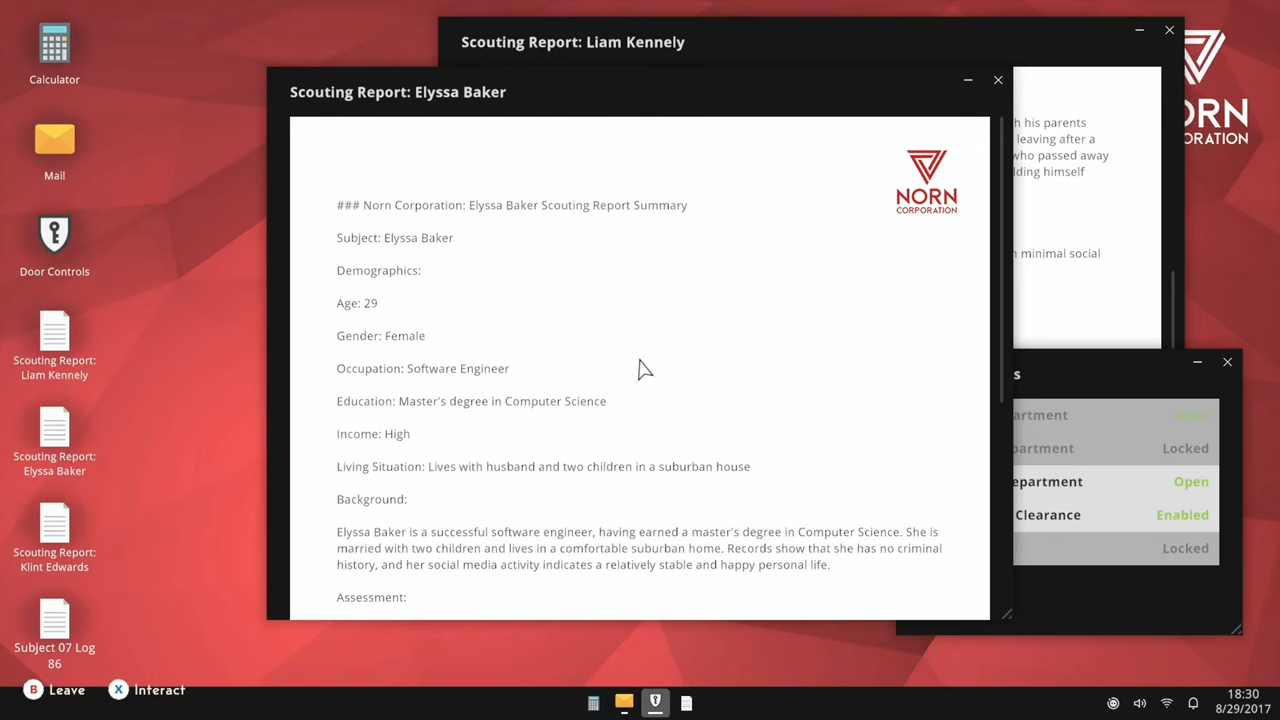 Calculator
Mail
Door Controls
Scouting Report:
Liam Kennely
Scouting Report:
Elyssa Baker
Scouting Report:
Klint Edwards
Subject 07 Log
86
Scouting Report: Liam Kennely
h his parents
leaving after a
who passed away
lding himself
n minimal social
ORN
CORPORATION
Scouting Report: Elyssa Baker
NORN
CORPORATION
### Norn Corporation: Elyssa Baker Scouting Report Summary
Subject: Elyssa Baker
Demographics:
Age: 29
Gender: Female
Occupation: Software Engineer
Education: Master's degree in Computer Science
Income: High
Living Situation: Lives with husband and two children in a suburban house
Background:
Elyssa Baker is a successful software engineer, having earned a master's degree in Computer Science. She is
married with two children and lives in a comfortable suburban home. Records show that she has no criminal
history, and her social media activity indicates a relatively stable and happy personal life.
Assessment:
s
artment
partment Locked
epartment Open
Clearance Enabled
Locked
B Leave X Interact
18:30
8/29/2017